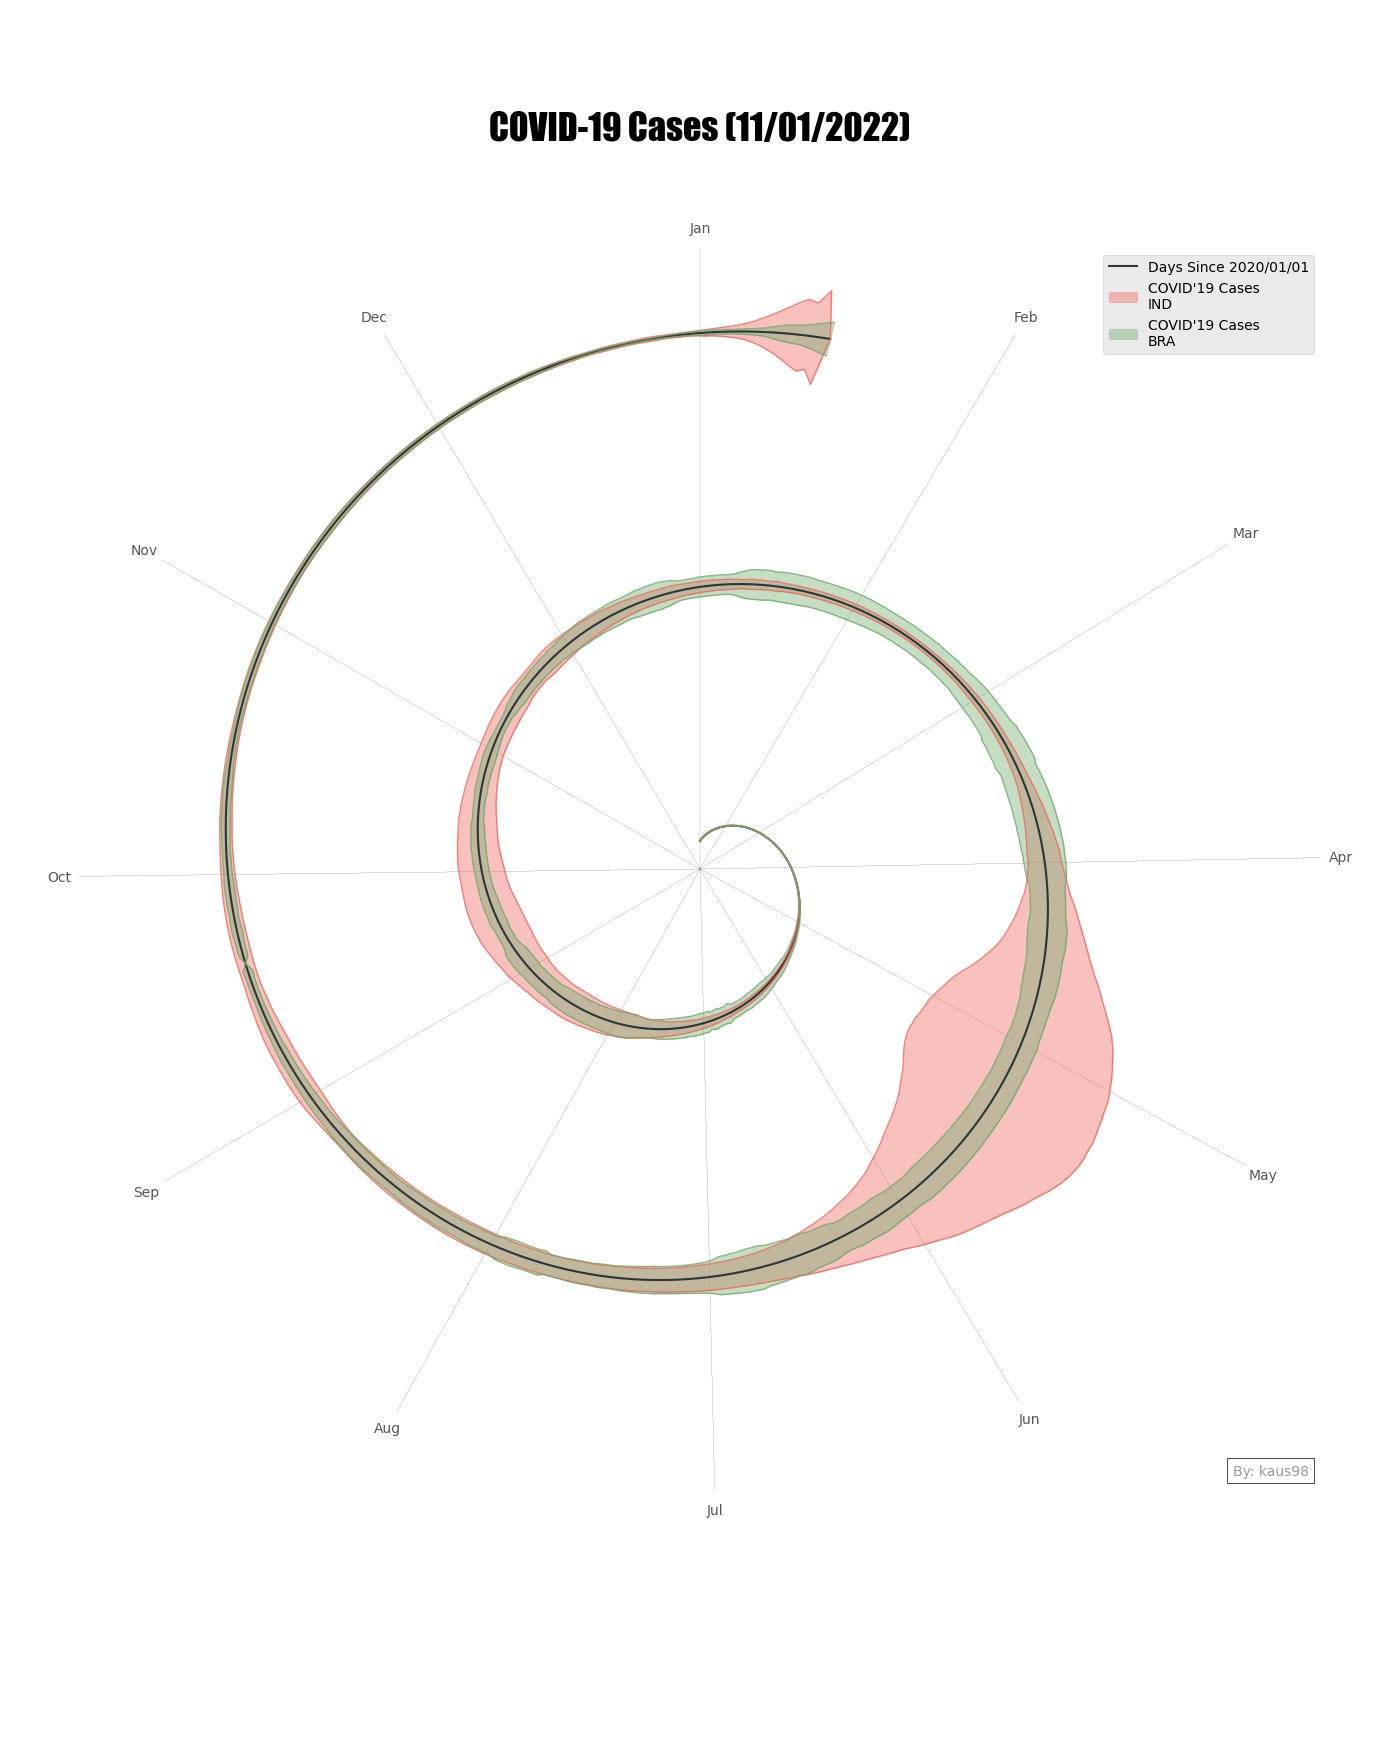 COVID-19 Cases (11/01/2022)
Jan
Days Since 2020/01/01
COVID'19 Cases
IND
COVID'19 Cases
BRA
Dec
Feb
Mar
Nov
Apr
Oct
May
Sep
Jun
Aug
By: kaus98
Jul